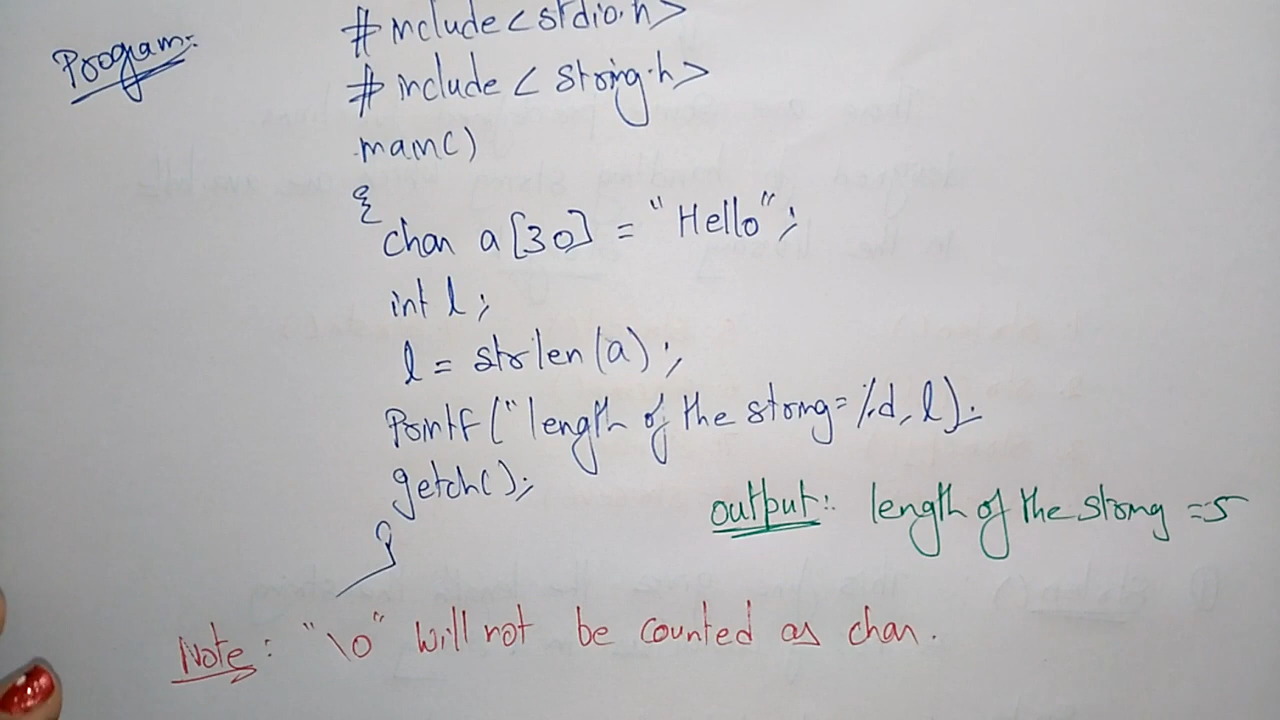 Program:
#include<stdio.h>
#include < string.h>
main()
{
char a[30] = "Hello";
int l;
l = strlen(a);
Printf("length of the string=%d, l);
getch();
}
output: length of the string =5
Note: "\0" will not be counted as char.